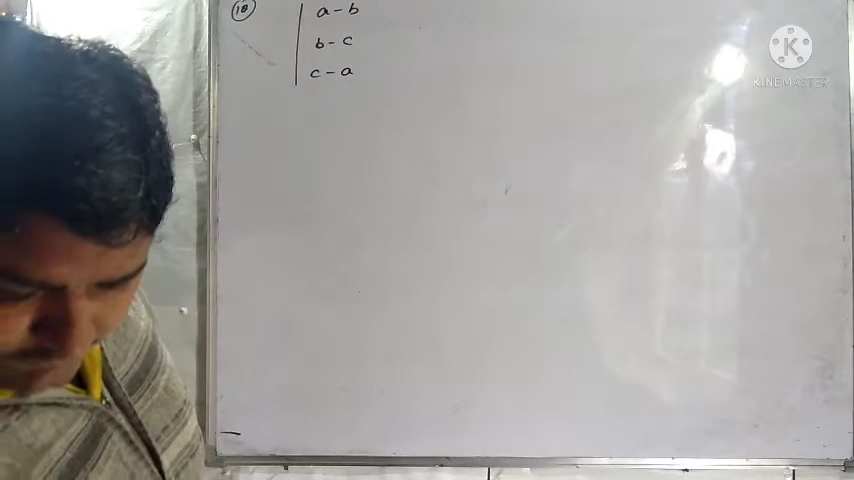 (18) | a-b
b-c
c-a
KINEMASTER